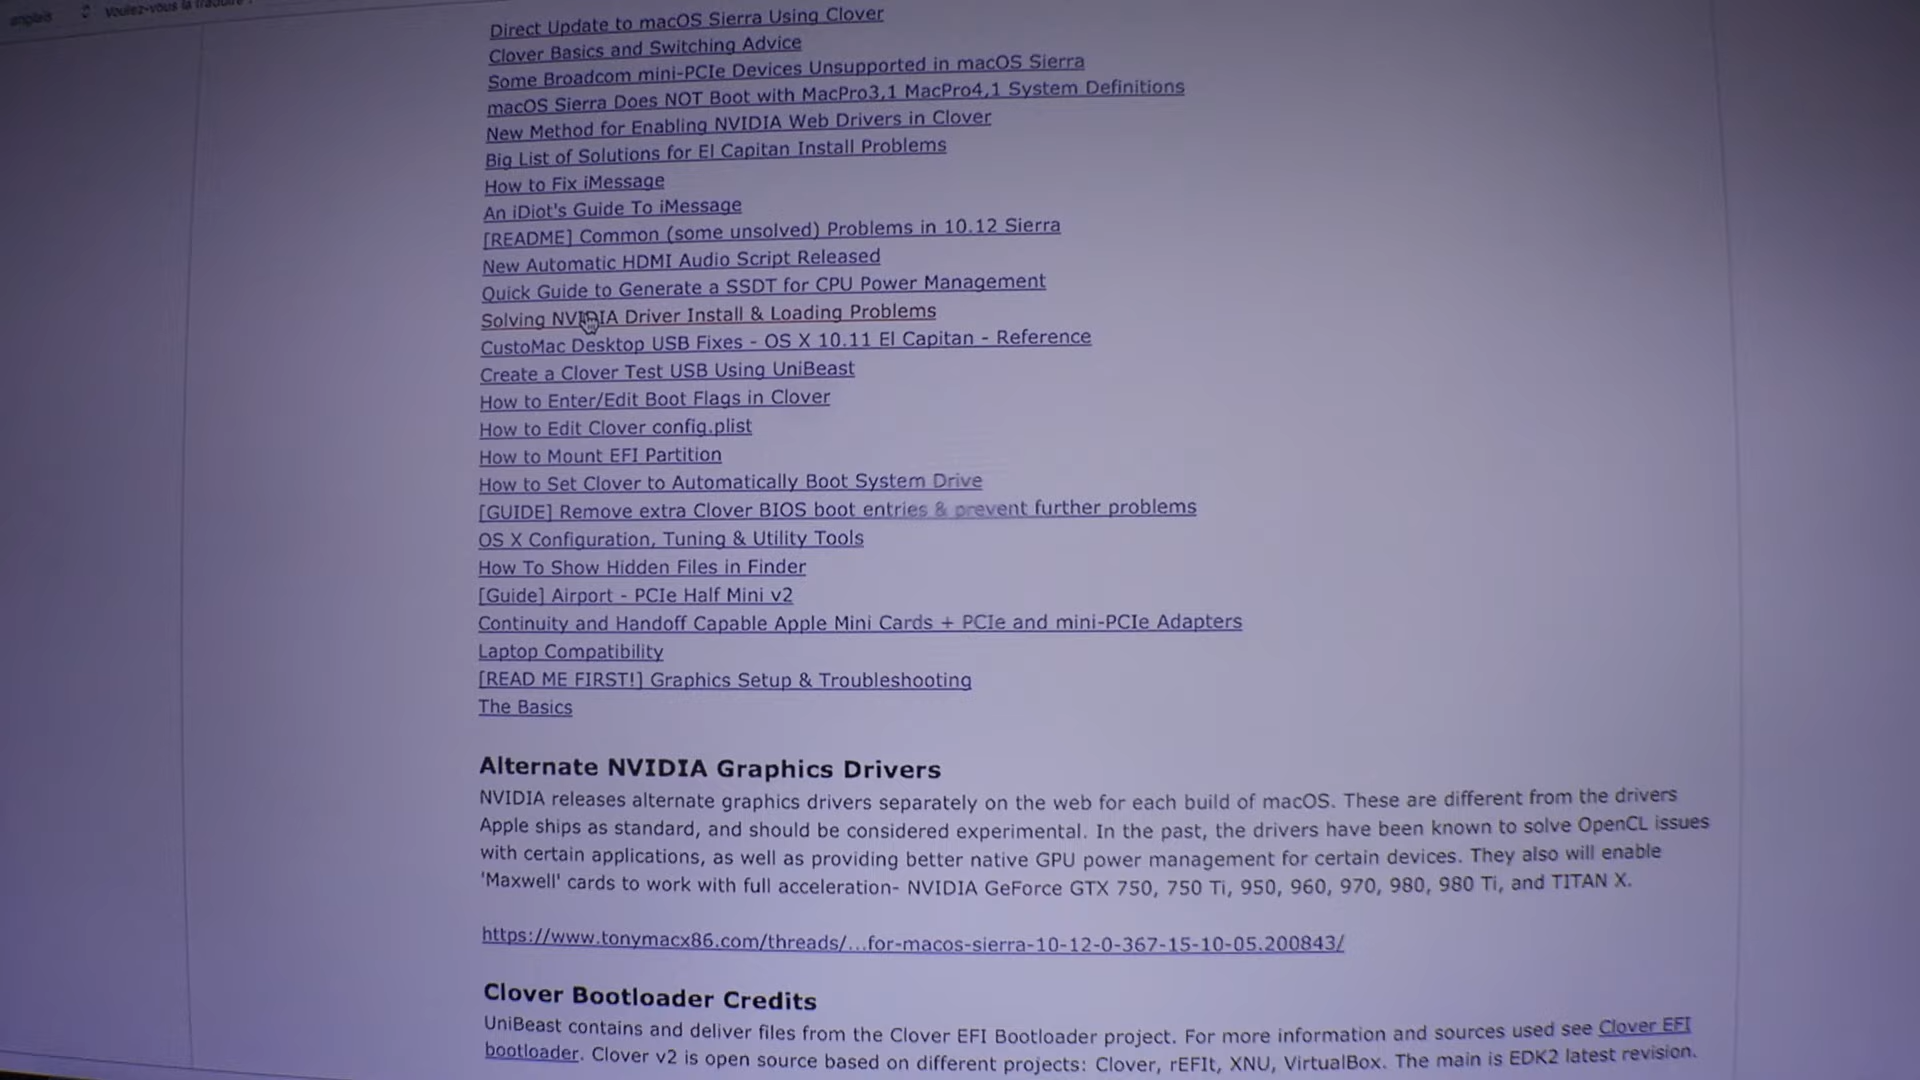 anglais Voulez-vous la traduire ?
Direct Update to macOS Sierra Using Clover
Clover Basics and Switching Advice
Some Broadcom mini-PCIe Devices Unsupported in macOS Sierra
macOS Sierra Does NOT Boot with MacPro3,1 MacPro4,1 System Definitions
New Method for Enabling NVIDIA Web Drivers in Clover
Big List of Solutions for El Capitan Install Problems
How to Fix iMessage
An iDiot's Guide To iMessage
[README] Common (some unsolved) Problems in 10.12 Sierra
New Automatic HDMI Audio Script Released
Quick Guide to Generate a SSDT for CPU Power Management
Solving NVIDIA Driver Install & Loading Problems
CustoMac Desktop USB Fixes - OS X 10.11 El Capitan - Reference
Create a Clover Test USB Using UniBeast
How to Enter/Edit Boot Flags in Clover
How to Edit Clover config.plist
How to Mount EFI Partition
How to Set Clover to Automatically Boot System Drive
[GUIDE] Remove extra Clover BIOS boot entries & prevent further problems
OS X Configuration, Tuning & Utility Tools
How To Show Hidden Files in Finder
[Guide] Airport - PCIe Half Mini v2
Continuity and Handoff Capable Apple Mini Cards + PCIe and mini-PCIe Adapters
Laptop Compatibility
[READ ME FIRST!] Graphics Setup & Troubleshooting
The Basics
Alternate NVIDIA Graphics Drivers
NVIDIA releases alternate graphics drivers separately on the web for each build of macOS. These are different from the drivers
Apple ships as standard, and should be considered experimental. In the past, the drivers have been known to solve OpenCL issues
with certain applications, as well as providing better native GPU power management for certain devices. They also will enable
'Maxwell' cards to work with full acceleration- NVIDIA GeForce GTX 750, 750 Ti, 950, 960, 970, 980, 980 Ti, and TITAN X.
https://www.tonymacx86.com/threads/...for-macos-sierra-10-12-0-367-15-10-05.200843/
Clover Bootloader Credits
UniBeast contains and deliver files from the Clover EFI Bootloader project. For more information and sources used see Clover EFI
bootloader. Clover v2 is open source based on different projects: Clover, rEFIt, XNU, VirtualBox. The main is EDK2 latest revision.